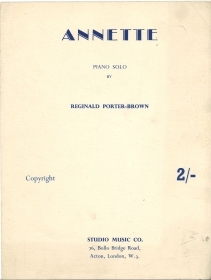 ANNETTE
PIANO SOLO
BY
REGINALD PORTER-BROWN
Copyright
2/-
STUDIO MUSIC CO.
76, Bollo Bridge Road,
Acton, London, W.3.